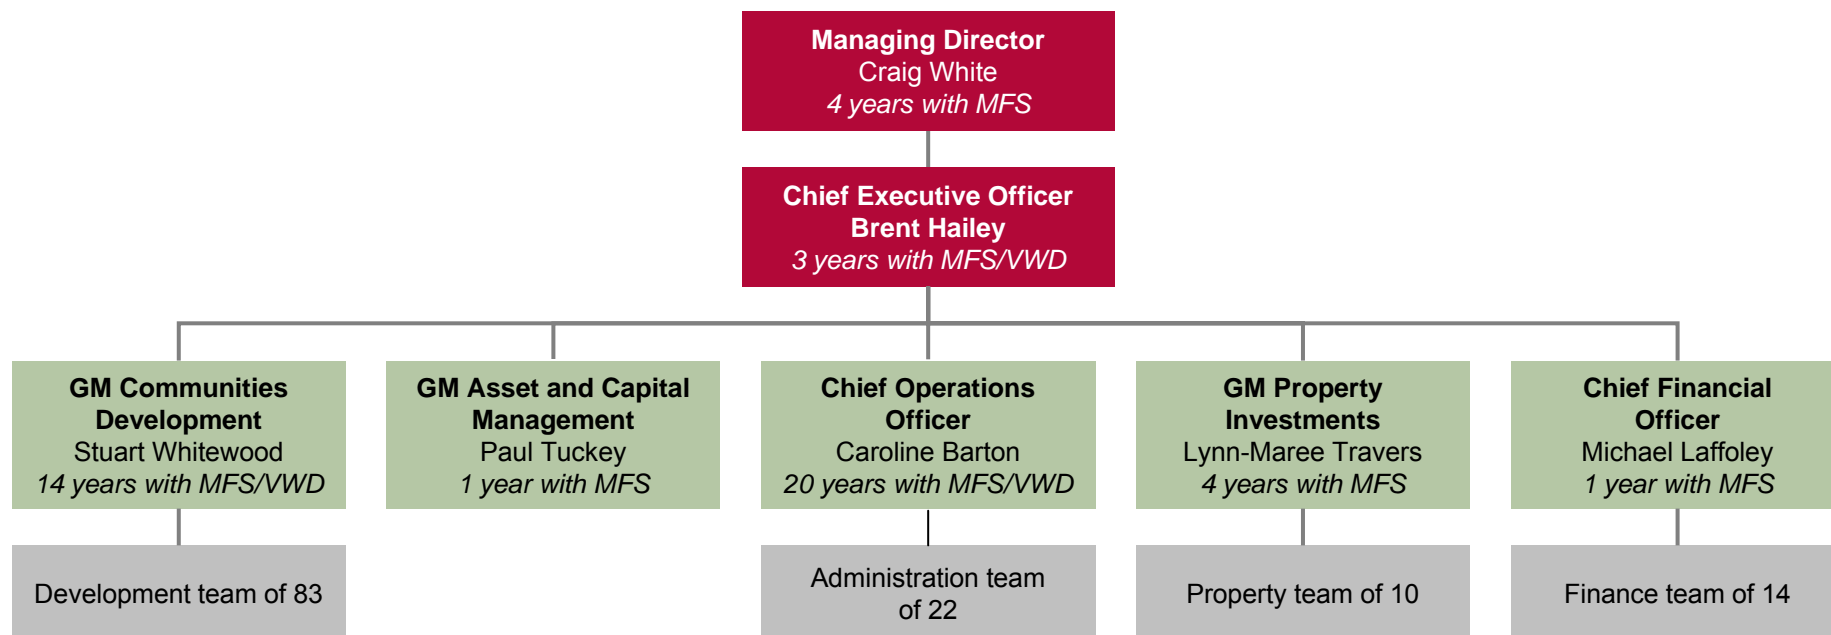 Managing Director
Craig White
4 years with MFS
Chief Executive Officer
Brent Hailey
3 years with MFS/VWD
GM Communities
Development
Stuart Whitewood
14 years with MFS/VWD
GM Asset and Capital
Management
Paul Tuckey
1 year with MFS
Chief Operations
Officer
Caroline Barton
20 years with MFS/VWD
GM Property
Investments
Lynn-Maree Travers
4 years with MFS
Chief Financial
Officer
Michael Laffoley
1 year with MFS
Development team of 83
Administration team
of 22
Property team of 10
Finance team of 14